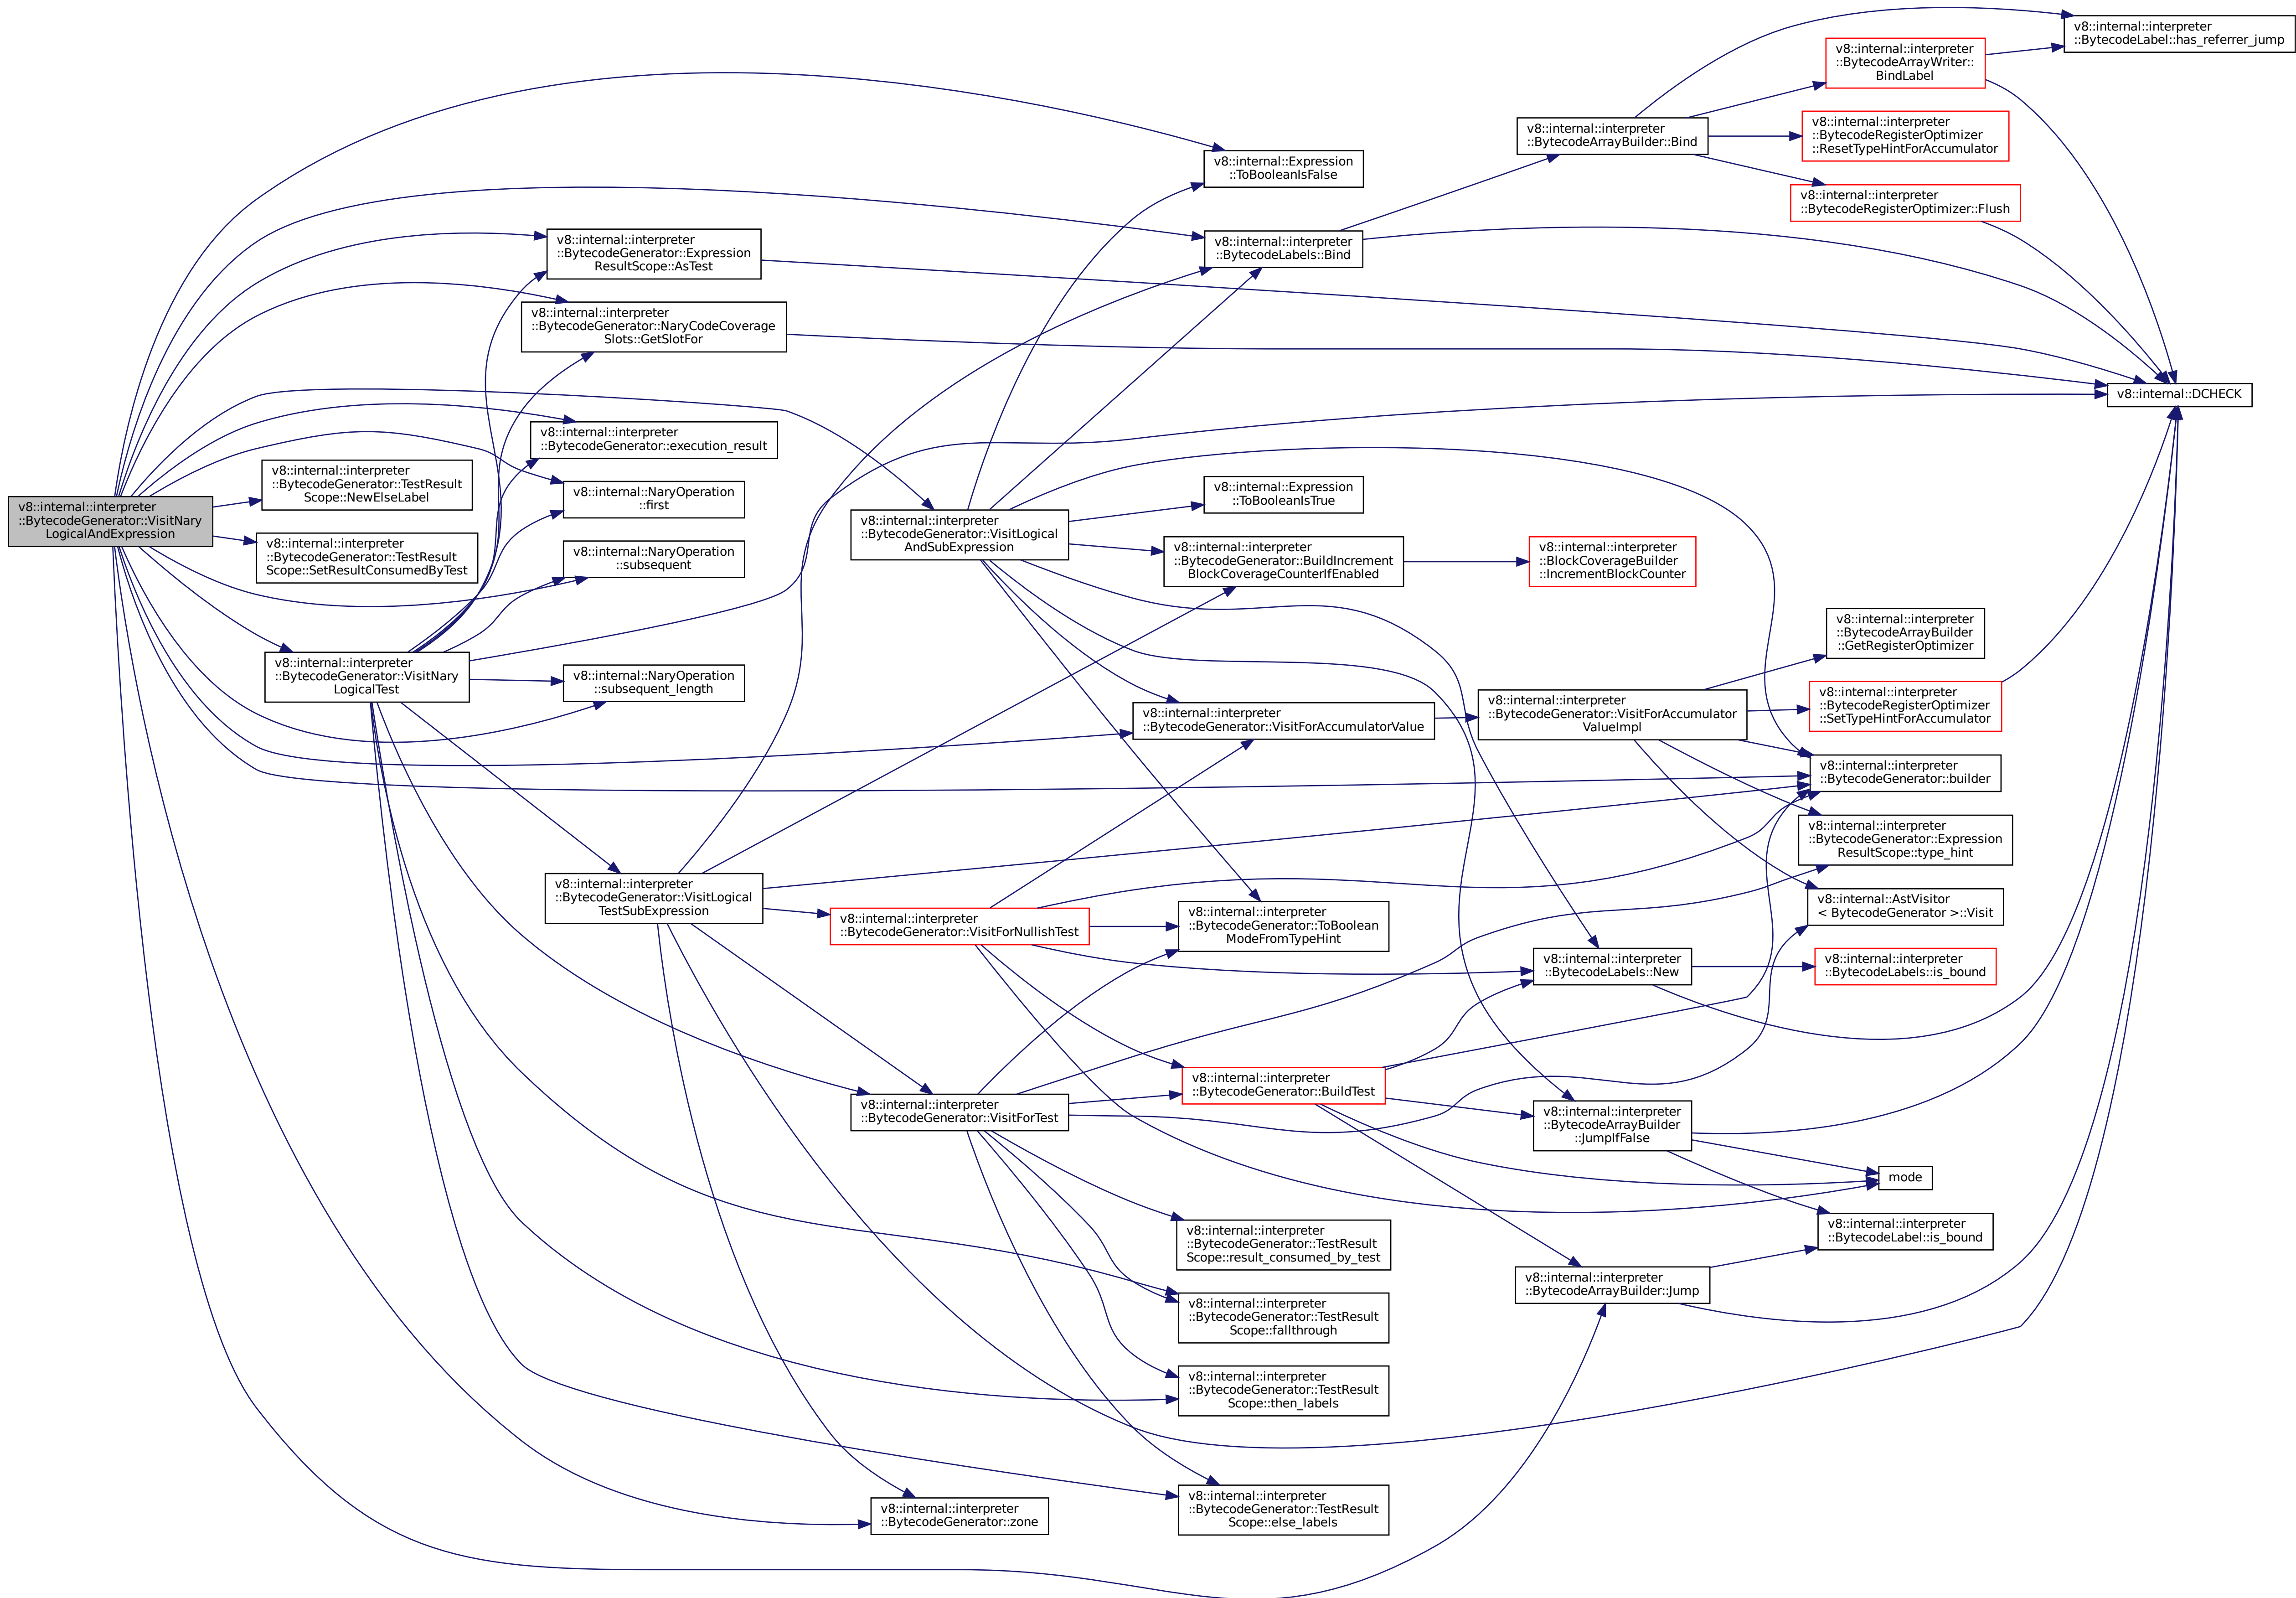 v8::internal::interpreter
::BytecodeGenerator::VisitNary
LogicalAndExpression
v8::internal::interpreter
::BytecodeGenerator::TestResult
Scope::NewElseLabel
v8::internal::interpreter
::BytecodeGenerator::TestResult
Scope::SetResultConsumedByTest
v8::internal::interpreter
::BytecodeGenerator::VisitNary
LogicalTest
v8::internal::interpreter
::BytecodeGenerator::Expression
ResultScope::AsTest
v8::internal::interpreter
::BytecodeGenerator::NaryCodeCoverage
Slots::GetSlotFor
v8::internal::interpreter
::BytecodeGenerator::execution_result
v8::internal::NaryOperation
::first
v8::internal::NaryOperation
::subsequent
v8::internal::NaryOperation
::subsequent_length
v8::internal::interpreter
::BytecodeGenerator::VisitLogical
TestSubExpression
v8::internal::interpreter
::BytecodeGenerator::VisitLogical
AndSubExpression
v8::internal::interpreter
::BytecodeGenerator::VisitForNullishTest
v8::internal::interpreter
::BytecodeGenerator::VisitForTest
v8::internal::interpreter
::BytecodeGenerator::zone
v8::internal::Expression
::ToBooleanIsFalse
v8::internal::interpreter
::BytecodeLabels::Bind
v8::internal::Expression
::ToBooleanIsTrue
v8::internal::interpreter
::BytecodeGenerator::BuildIncrement
BlockCoverageCounterIfEnabled
v8::internal::interpreter
::BytecodeGenerator::VisitForAccumulatorValue
v8::internal::interpreter
::BytecodeGenerator::ToBoolean
ModeFromTypeHint
v8::internal::interpreter
::BytecodeGenerator::BuildTest
v8::internal::interpreter
::BytecodeGenerator::TestResult
Scope::result_consumed_by_test
v8::internal::interpreter
::BytecodeGenerator::TestResult
Scope::fallthrough
v8::internal::interpreter
::BytecodeGenerator::TestResult
Scope::then_labels
v8::internal::interpreter
::BytecodeGenerator::TestResult
Scope::else_labels
v8::internal::interpreter
::BytecodeArrayBuilder::Bind
v8::internal::interpreter
::BlockCoverageBuilder
::IncrementBlockCounter
v8::internal::interpreter
::BytecodeGenerator::VisitForAccumulator
ValueImpl
v8::internal::interpreter
::BytecodeLabels::New
v8::internal::interpreter
::BytecodeArrayBuilder
::JumpIfFalse
v8::internal::interpreter
::BytecodeArrayBuilder::Jump
v8::internal::interpreter
::BytecodeArrayWriter::
BindLabel
v8::internal::interpreter
::BytecodeRegisterOptimizer
::ResetTypeHintForAccumulator
v8::internal::interpreter
::BytecodeRegisterOptimizer::Flush
v8::internal::interpreter
::BytecodeArrayBuilder
::GetRegisterOptimizer
v8::internal::interpreter
::BytecodeRegisterOptimizer
::SetTypeHintForAccumulator
v8::internal::interpreter
::BytecodeGenerator::builder
v8::internal::interpreter
::BytecodeGenerator::Expression
ResultScope::type_hint
v8::internal::AstVisitor
< BytecodeGenerator >::Visit
v8::internal::interpreter
::BytecodeLabels::is_bound
mode
v8::internal::interpreter
::BytecodeLabel::is_bound
v8::internal::interpreter
::BytecodeLabel::has_referrer_jump
v8::internal::DCHECK